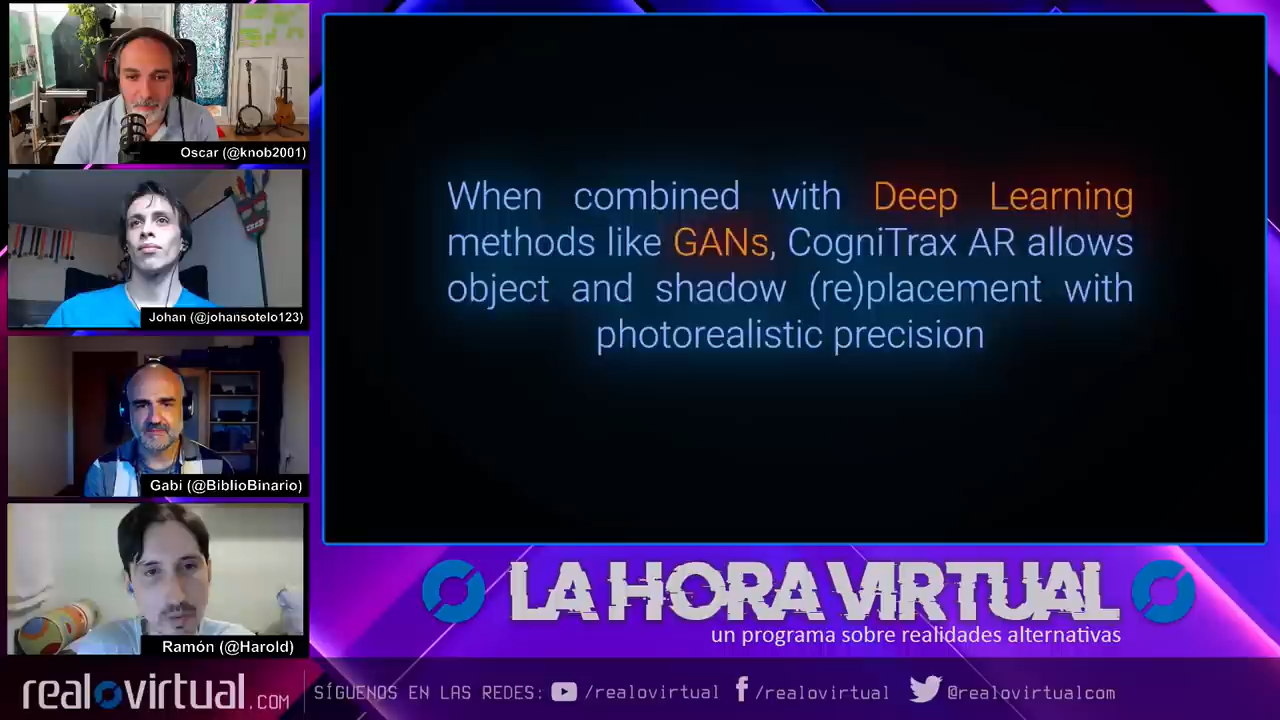 Oscar (@knob2001)
Johan (@johansotelo123)
Gabi (@BiblioBinario)
Ramón (@Harold)
When combined with Deep Learning
methods like GANs, CogniTrax AR allows
object and shadow (re)placement with
photorealistic precision
LA HORA VIRTUAL
un programa sobre realidades alternativas
realovirtual.COM
SÍGUENOS EN LAS REDES: /realovirtual /realovirtual @realovirtualcom